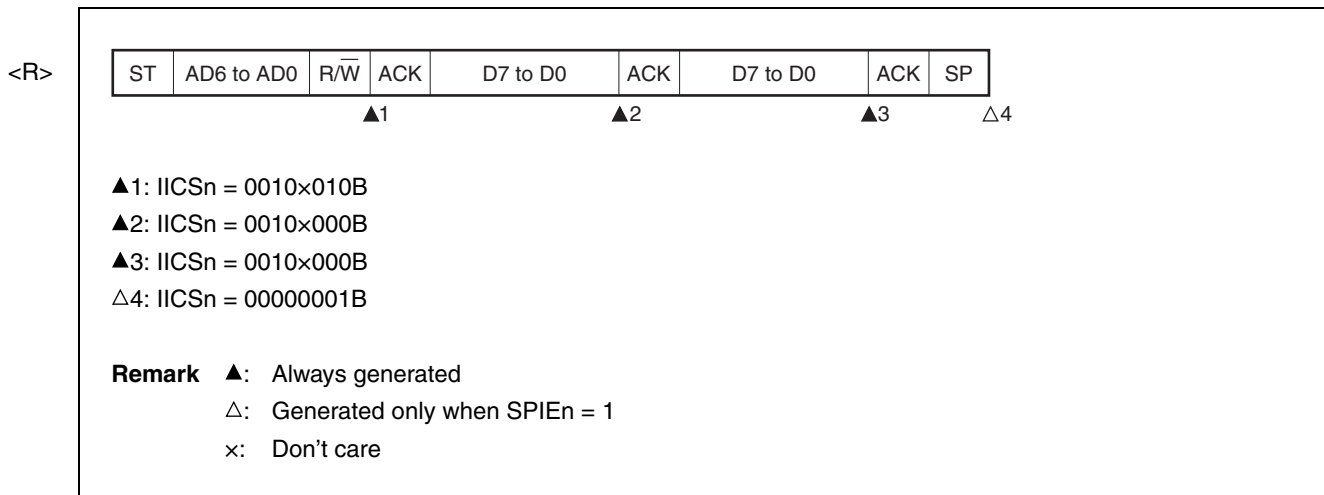 <R>
ST AD6 to AD0 R/W̅ ACK D7 to D0 ACK D7 to D0 ACK SP
▲1 ▲2 ▲3 △4
▲1: IICSn = 0010×010B
▲2: IICSn = 0010×000B
▲3: IICSn = 0010×000B
△4: IICSn = 00000001B
Remark ▲: Always generated
△: Generated only when SPIEn = 1
×: Don't care